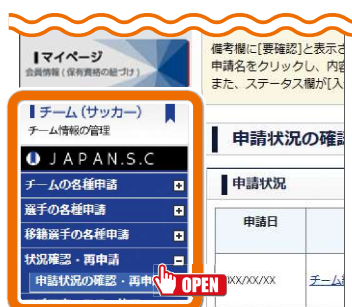 マイページ
会員情報(保有資格の紐づけ)
チーム(サッカー)
チーム情報の管理
JAPAN.S.C
チームの各種申請
選手の各種申請
移籍選手の各種申請
状況確認・再申請
申請状況の確認・再申
OPEN
備考欄に[要確認]と表示さ
申請名をクリックし、内容
また、ステータス欄が[入
申請状況の確認
申請状況
申請日
XX/XX/XX
チーム